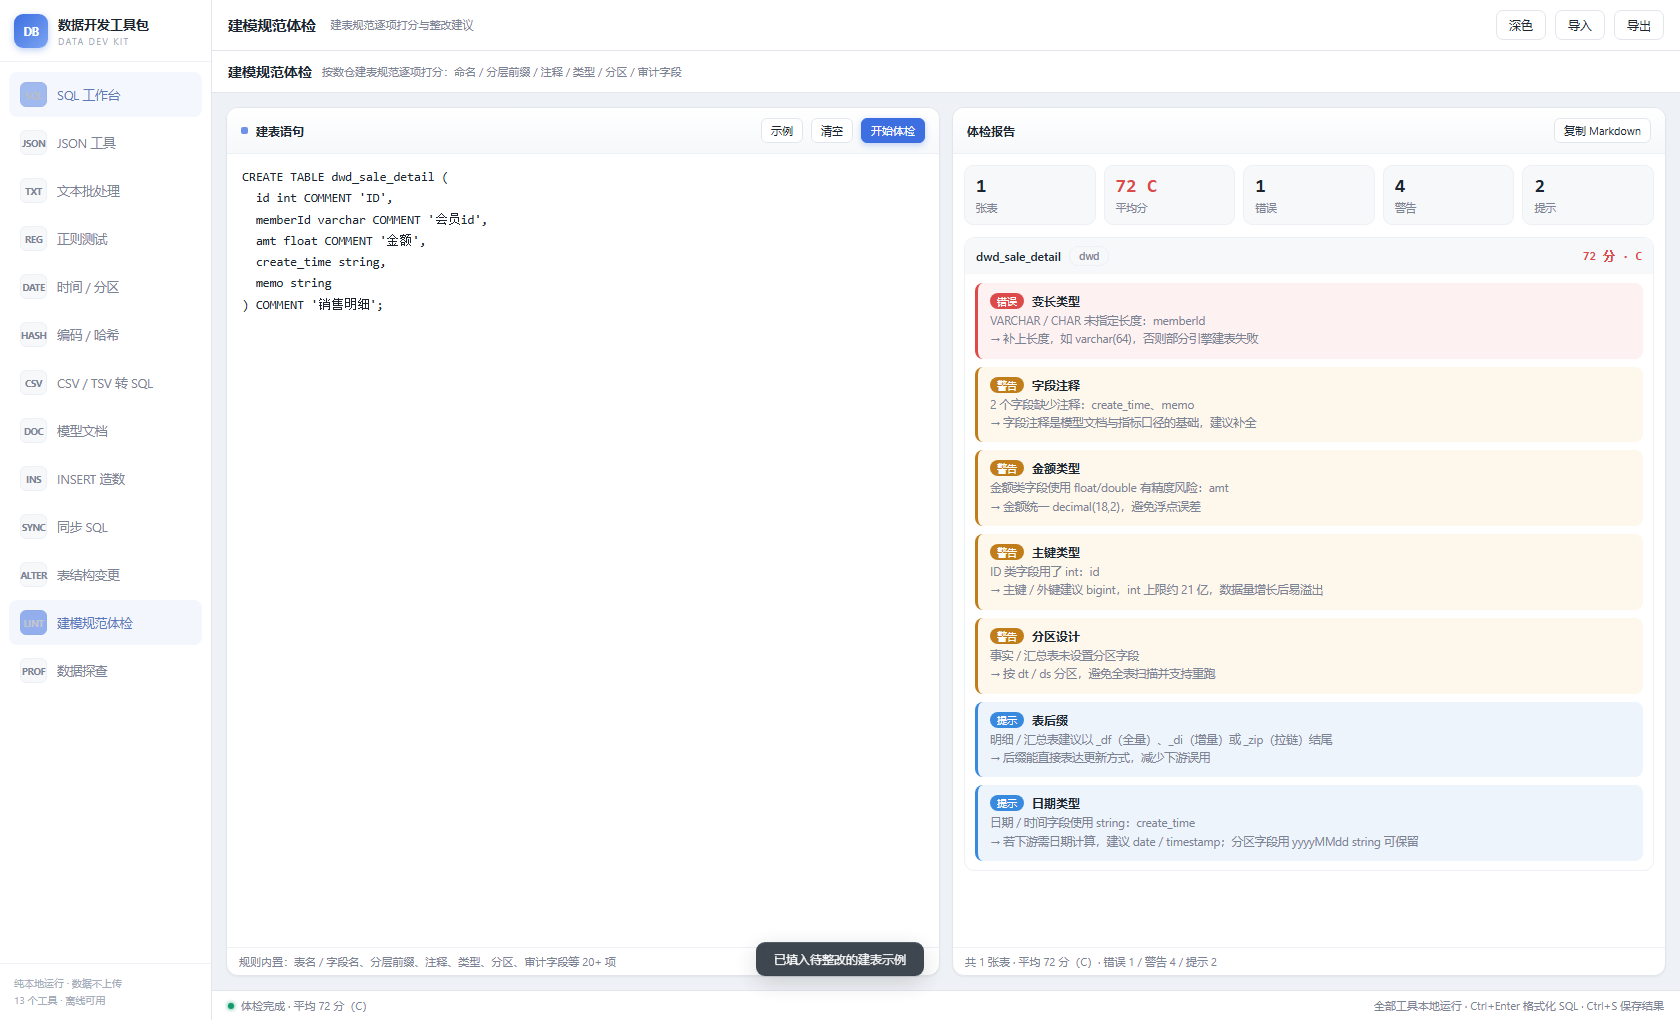 DB
数据开发工具包
DATA DEV KIT
SQL 工作台
JSON
JSON 工具
TXT
文本批处理
REG
正则测试
DATE
时间 / 分区
HASH
编码 / 哈希
CSV
CSV / TSV 转 SQL
DOC
模型文档
INS
INSERT 造数
SYNC
同步 SQL
ALTER
表结构变更
LINT
建模规范体检
PROF
数据探查
纯本地运行 · 数据不上传
13 个工具 · 离线可用
建模规范体检 建表规范逐项打分与整改建议
深色 导入 导出
建模规范体检 按数仓建表规范逐项打分：命名 / 分层前缀 / 注释 / 类型 / 分区 / 审计字段
建表语句
示例 清空 开始体检
CREATE TABLE dwd_sale_detail (
id int COMMENT 'ID',
memberId varchar COMMENT '会员id',
amt float COMMENT '金额',
create_time string,
memo string
) COMMENT '销售明细';
规则内置：表名 / 字段名、分层前缀、注释、类型、分区、审计字段等 20+ 项
已填入待整改的建表示例
体检报告
复制 Markdown
1
张表
72 C
平均分
1
错误
4
警告
2
提示
dwd_sale_detail dwd 72 分 · C
错误 变长类型
VARCHAR / CHAR 未指定长度：memberId
→ 补上长度，如 varchar(64)，否则部分引擎建表失败
警告 字段注释
2 个字段缺少注释：create_time、memo
→ 字段注释是模型文档与指标口径的基础，建议补全
警告 金额类型
金额类字段使用 float/double 有精度风险：amt
→ 金额统一 decimal(18,2)，避免浮点误差
警告 主键类型
ID 类字段用了 int：id
→ 主键 / 外键建议 bigint，int 上限约 21 亿，数据量增长后易溢出
警告 分区设计
事实 / 汇总表未设置分区字段
→ 按 dt / ds 分区，避免全表扫描并支持重跑
提示 表后缀
明细 / 汇总表建议以 _df（全量）、_di（增量）或 _zip（拉链）结尾
→ 后缀能直接表达更新方式，减少下游误用
提示 日期类型
日期 / 时间字段使用 string：create_time
→ 若下游需日期计算，建议 date / timestamp；分区字段用 yyyyMMdd string 可保留
共 1 张表 · 平均 72 分（C） · 错误 1 / 警告 4 / 提示 2
体检完成 · 平均 72 分（C）
全部工具本地运行 · Ctrl+Enter 格式化 SQL · Ctrl+S 保存结果